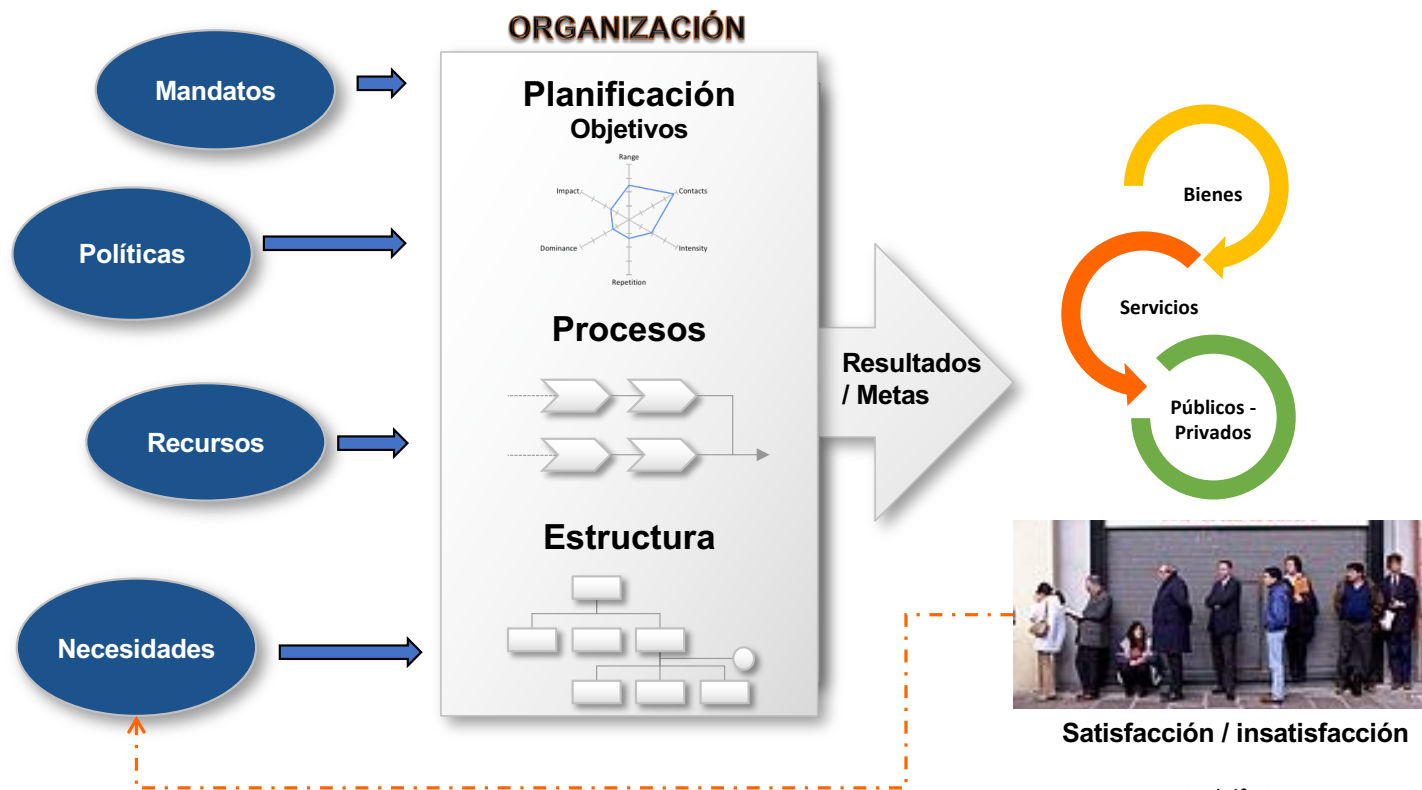 ORGANIZACIÓN
Mandatos
Políticas
Recursos
Necesidades
Planificación
Objetivos
Range
Impact
Contacts
Dominance
Intensity
Repetition
Procesos
Estructura
Resultados
/ Metas
Bienes
Servicios
Públicos -
Privados
Satisfacción / insatisfacción